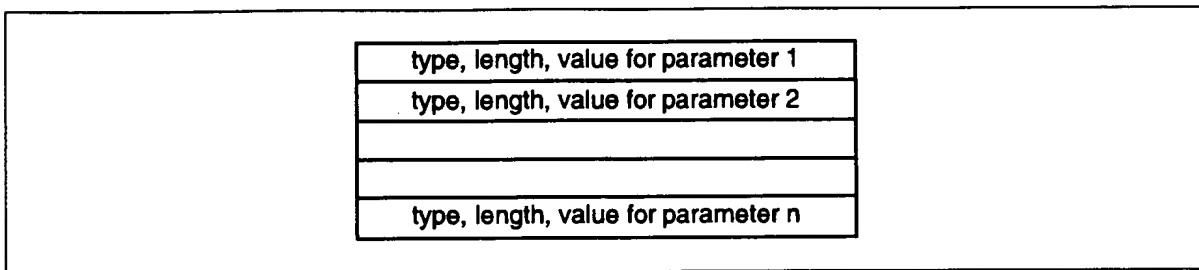 type, length, value for parameter 1
type, length, value for parameter 2
type, length, value for parameter n